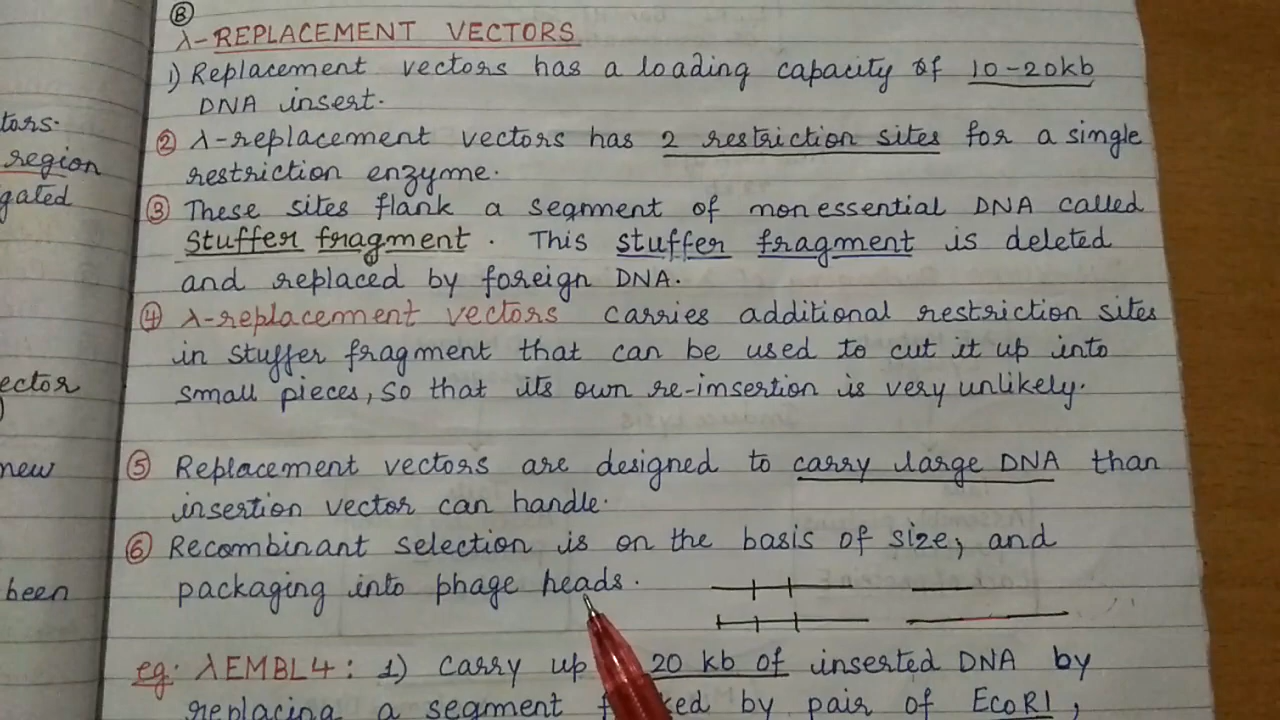 B
λ-REPLACEMENT VECTORS
1) Replacement vectors has a loading capacity of 10-20kb
DNA insert.
② λ-replacement vectors has 2 restriction sites for a single
restriction enzyme.
③ These sites flank a segment of nonessential DNA called
stuffer fragment. This stuffer fragment is deleted
and replaced by foreign DNA.
④ λ-replacement vectors carries additional restriction sites
in stuffer fragment that can be used to cut it up into
small pieces, so that its own re-insertion is very unlikely.
⑤ Replacement vectors are designed to carry large DNA than
insertion vector can handle.
⑥ Recombinant selection is on the basis of size, and
packaging into phage heads.
eg: λEMBL4: 1) Carry up 20 kb of inserted DNA by
replacing a segment by pair of EcoRI,
tors.
region
gated
ector
new
been